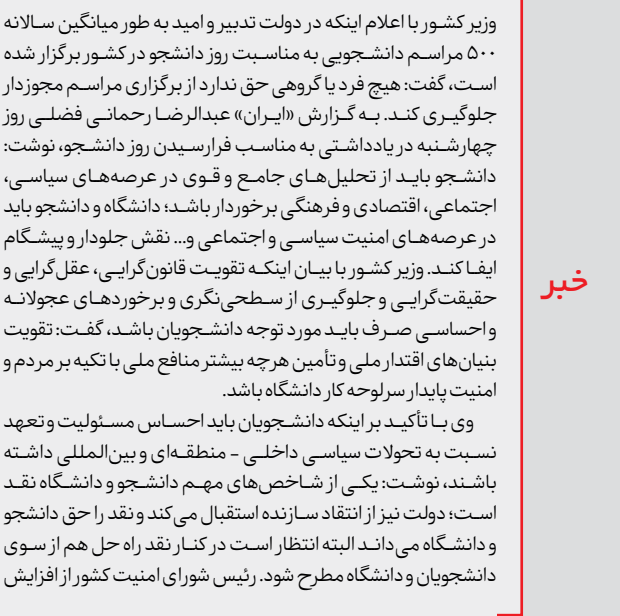 خبر
وزیر کشور با اعلام اینکه در دولت تدبیر و امید به طور میانگین سالانه
۵۰۰ مراسم دانشجویی به مناسبت روز دانشجو در کشور برگزار شده
است، گفت: هیچ فرد یا گروهی حق ندارد از برگزاری مراسم مجوزدار
جلوگیری کند. به گزارش «ایران» عبدالرضا رحمانی فضلی روز
چهارشنبه در یادداشتی به مناسب فرارسیدن روز دانشجو، نوشت:
دانشجو باید از تحلیل‌های جامع و قوی در عرصه‌های سیاسی،
اجتماعی، اقتصادی و فرهنگی برخوردار باشد؛ دانشگاه و دانشجو باید
در عرصه‌های امنیت سیاسی و اجتماعی و... نقش جلودار و پیشگام
ایفا کند. وزیر کشور با بیان اینکه تقویت قانون‌گرایی، عقل‌گرایی و
حقیقت‌گرایی و جلوگیری از سطحی‌نگری و برخوردهای عجولانه
و احساسی صرف باید مورد توجه دانشجویان باشد، گفت: تقویت
بنیان‌های اقتدار ملی و تأمین هرچه بیشتر منافع ملی با تکیه بر مردم و
امنیت پایدار سرلوحه کار دانشگاه باشد.
وی با تأکید بر اینکه دانشجویان باید احساس مسئولیت و تعهد
نسبت به تحولات سیاسی داخلی - منطقه‌ای و بین‌المللی داشته
باشند، نوشت: یکی از شاخص‌های مهم دانشجو و دانشگاه نقد
است؛ دولت نیز از انتقاد سازنده استقبال می‌کند و نقد را حق دانشجو
و دانشگاه می‌داند البته انتظار است در کنار نقد راه حل هم از سوی
دانشجویان و دانشگاه مطرح شود. رئیس شورای امنیت کشور از افزایش